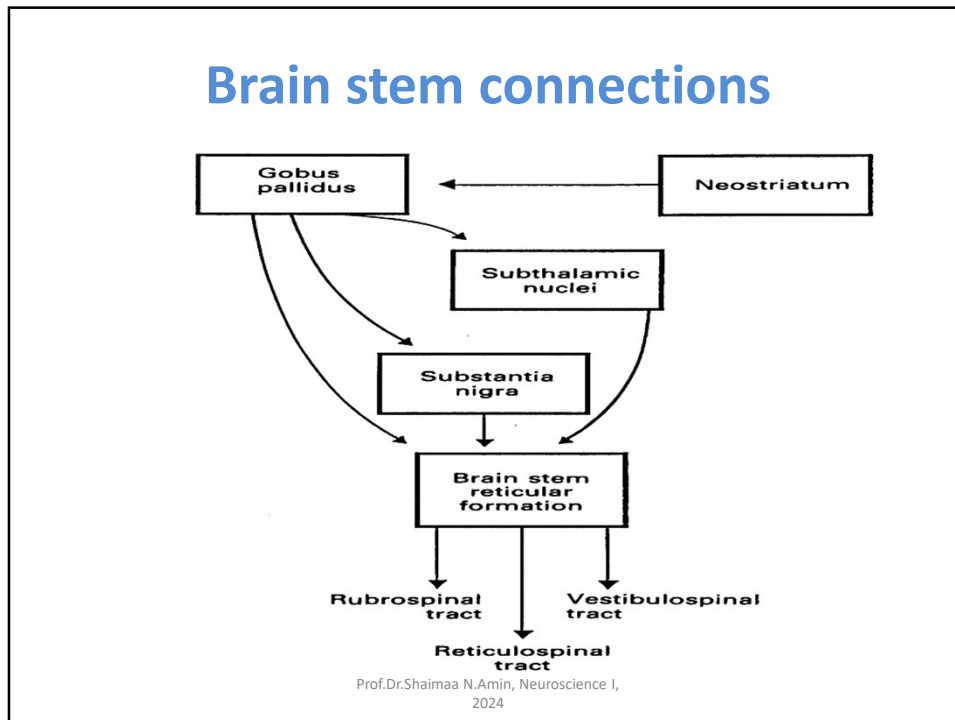 Brain stem connections
Gobus
pallidus
Neostriatum
Subthalamic
nuclei
Substantia
nigra
Brain stem
reticular
formation
Rubrospinal
tract
Vestibulospinal
tract
Reticulospinal
tract
Prof.Dr.Shaimaa N.Amin, Neuroscience I,
2024